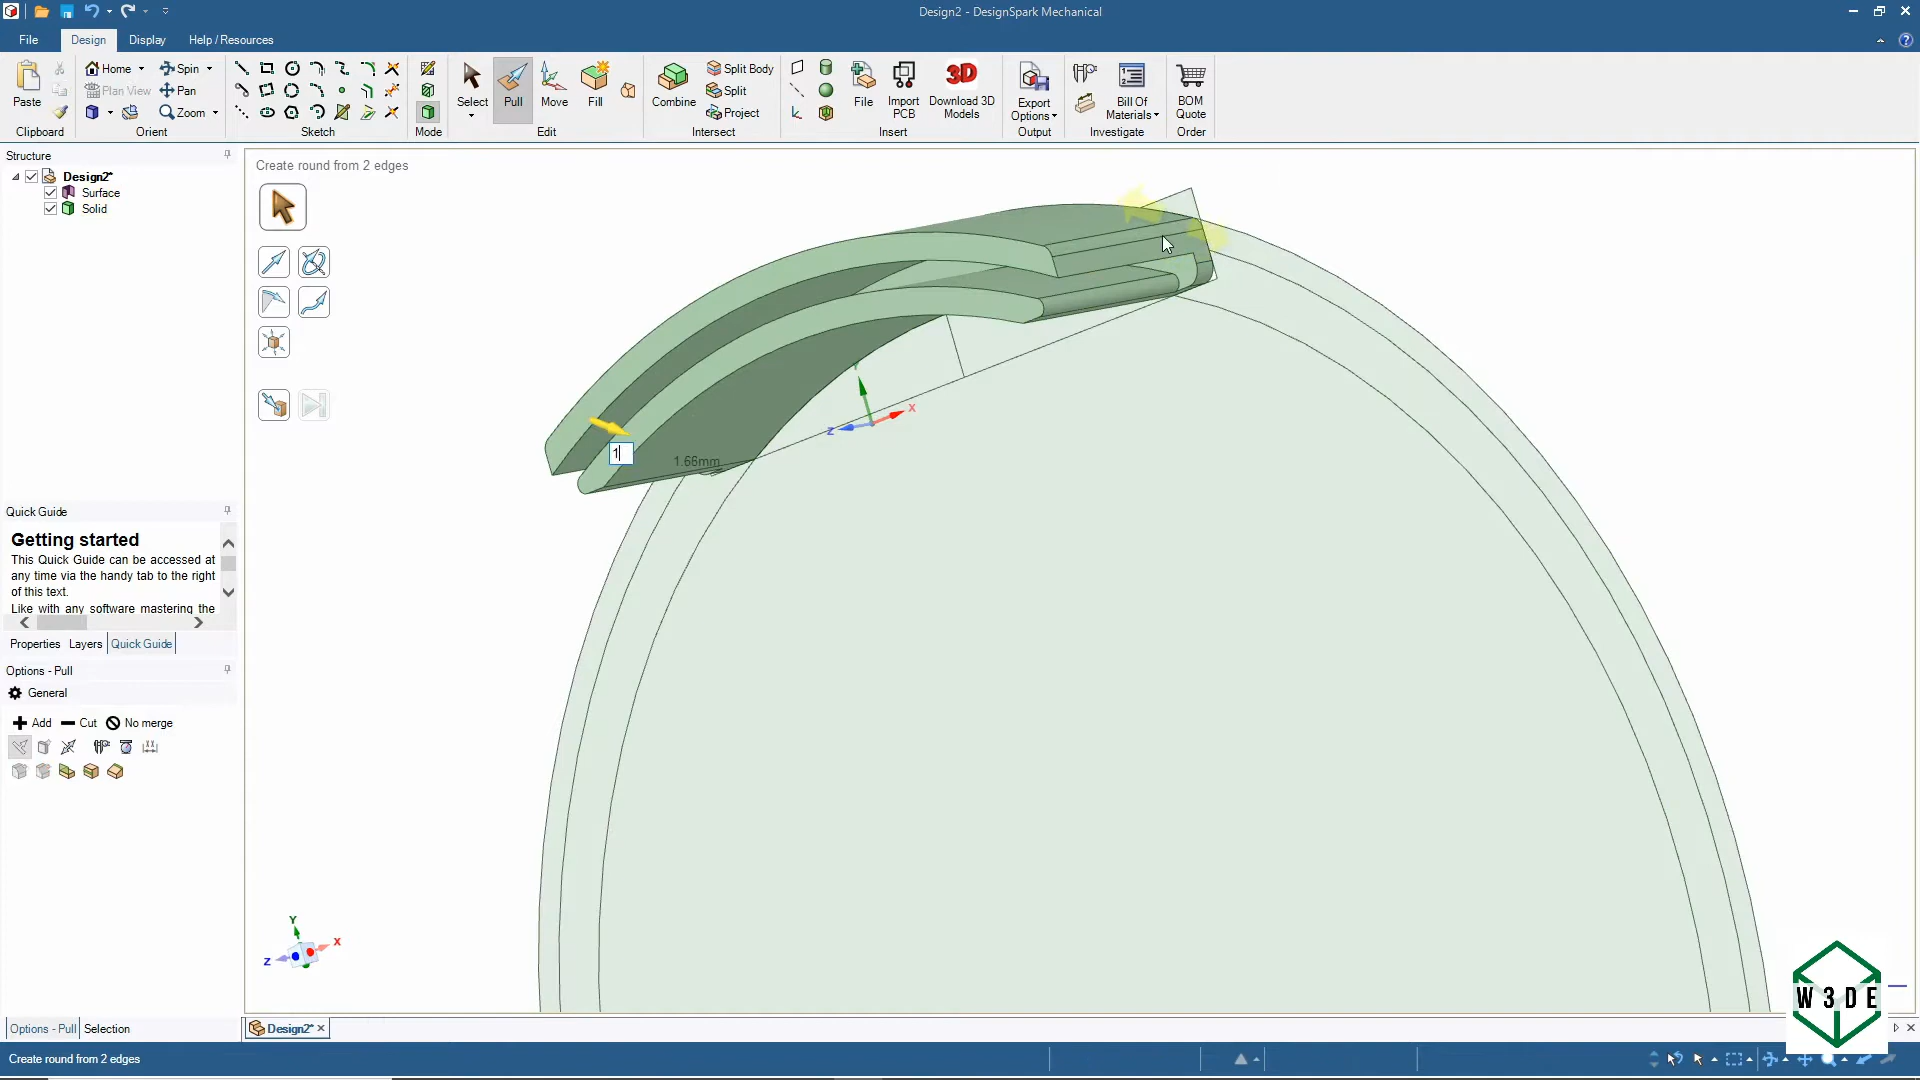 Design2 - DesignSpark Mechanical
File Design Display Help / Resources
Paste
Home Spin
Plan View Pan
Zoom
Select Pull Move Fill
Combine
Split Body
Split
Project
File Import PCB Download 3D Models
3D
Export Options
Bill Of Materials
BOM Quote
Clipboard Orient Sketch Mode Edit Intersect Insert Output Investigate Order
Structure
Design2*
Surface
Solid
Create round from 2 edges
1
1.66mm
Y
X
Z
Quick Guide
Getting started
This Quick Guide can be accessed at
any time via the handy tab to the right
of this text.
Like with any software mastering the
Properties Layers Quick Guide
Options - Pull
General
Add Cut No merge
Y
X
Z
W3DE
Options - Pull Selection
Design2*
Create round from 2 edges